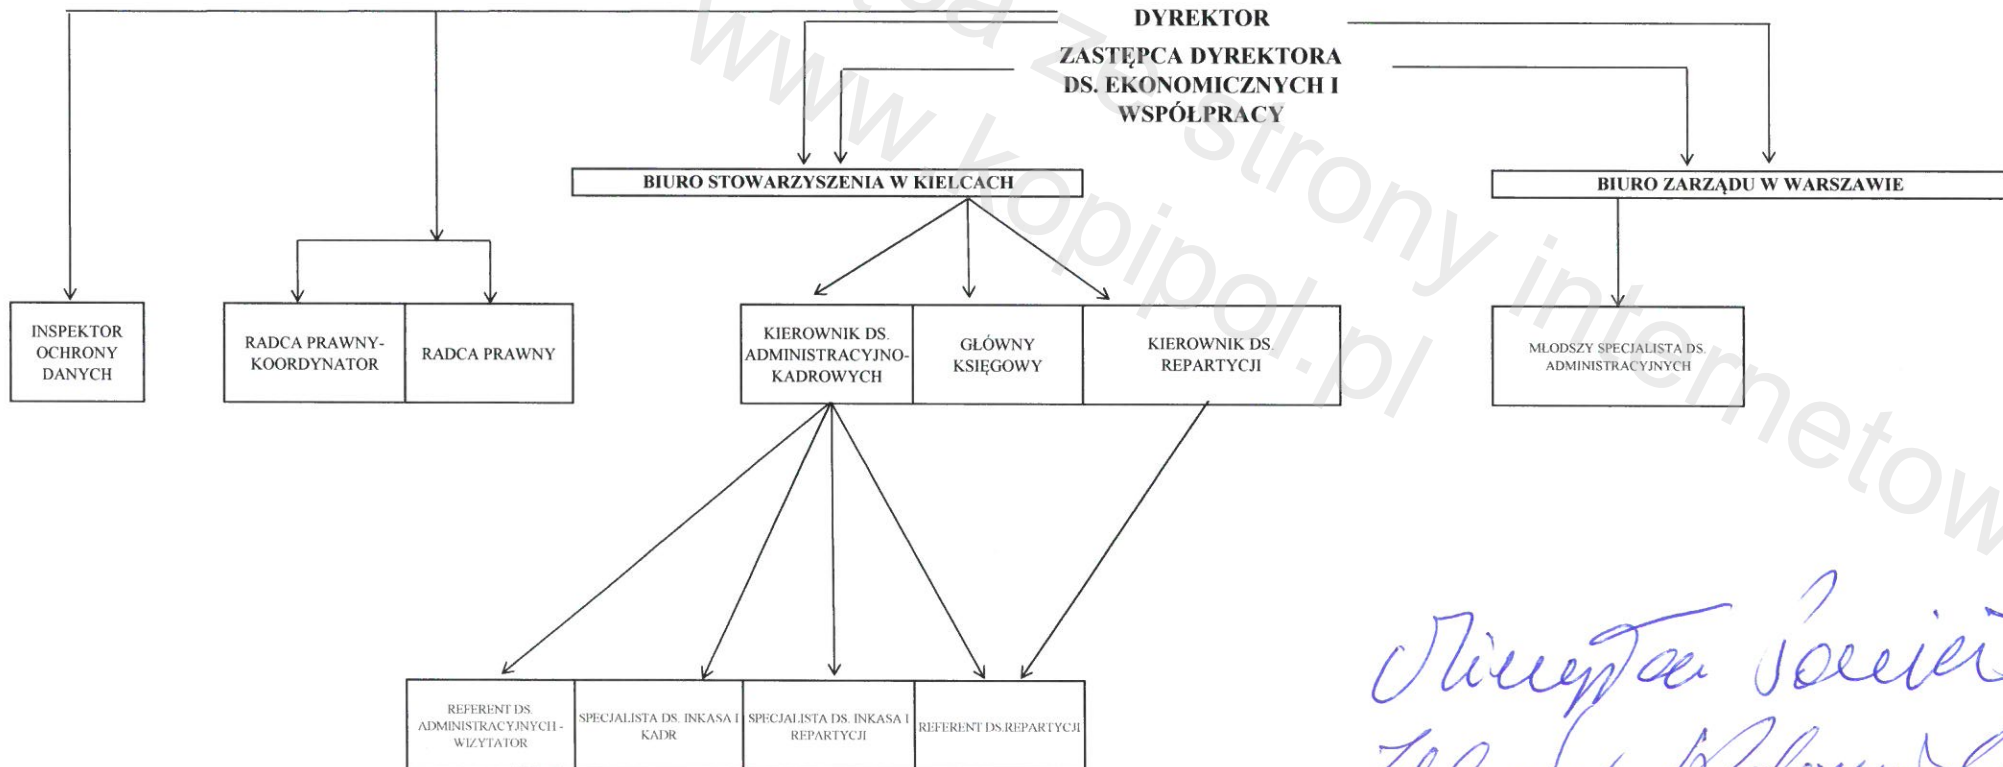 DYREKTOR
ZASTĘPCA DYREKTORA
DS. EKONOMICZNYCH I
WSPÓŁPRACY
BIURO STOWARZYSZENIA W KIELCACH
BIURO ZARZĄDU W WARSZAWIE
INSPEKTOR
OCHRONY
DANYCH
RADCA PRAWNY-
KOORDYNATOR
RADCA PRAWNY
KIEROWNIK DS.
ADMINISTRACYJNO-
KADROWYCH
GŁÓWNY
KSIĘGOWY
KIEROWNIK DS.
REPARTYCJI
MŁODSZY SPECJALISTA DS.
ADMINISTRACYJNYCH
REFERENT DS.
ADMINISTRACYJNYCH -
WIZYTATOR
SPECJALISTA DS. INKASA I
KADR
SPECJALISTA DS. INKASA I
REPARTYCJI
REFERENT DS.REPARTYCJI
ze strony
www.kopipol.pl